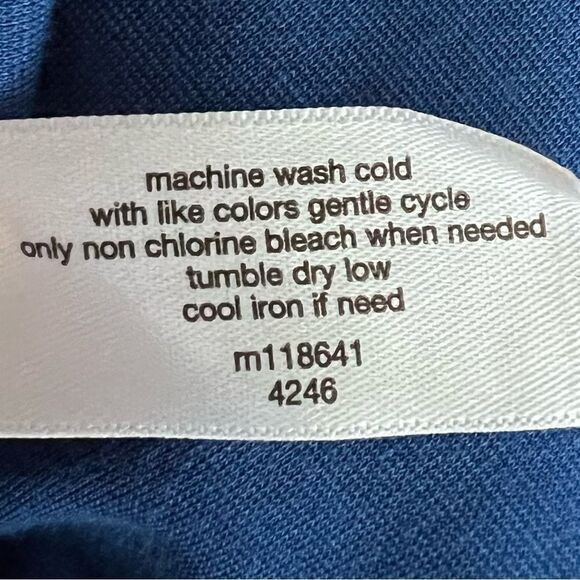 machine wash cold
with like colors gentle cycle
only non chlorine bleach when needed
tumble dry low
cool iron if need
m118641
4246